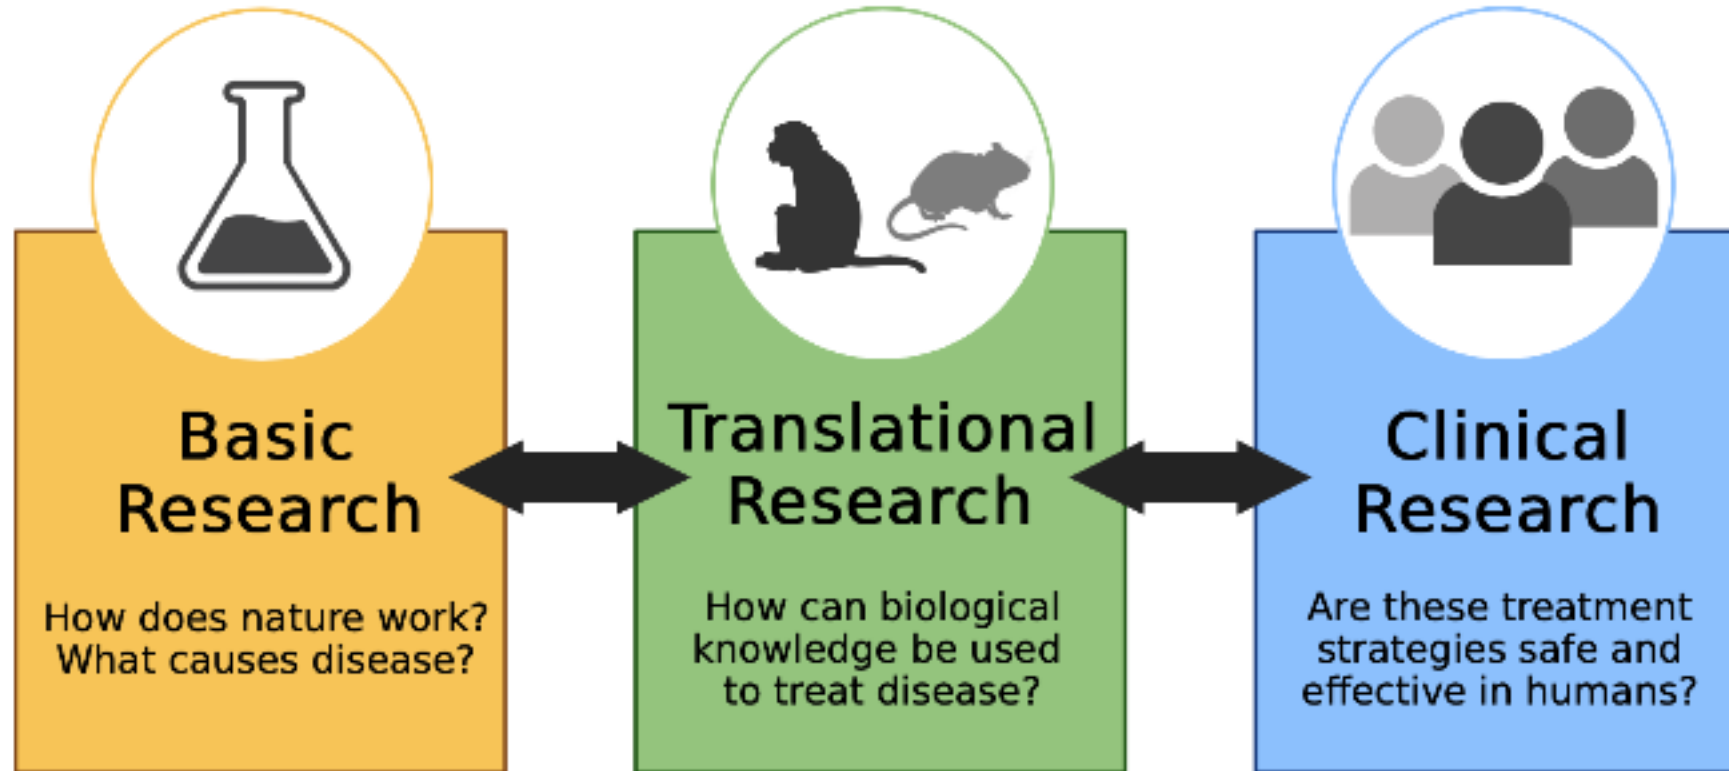 Basic
Research
How does nature work?
What causes disease?
Translational
Research
How can biological
knowledge be used
to treat disease?
Clinical
Research
Are these treatment
strategies safe and
effective in humans?